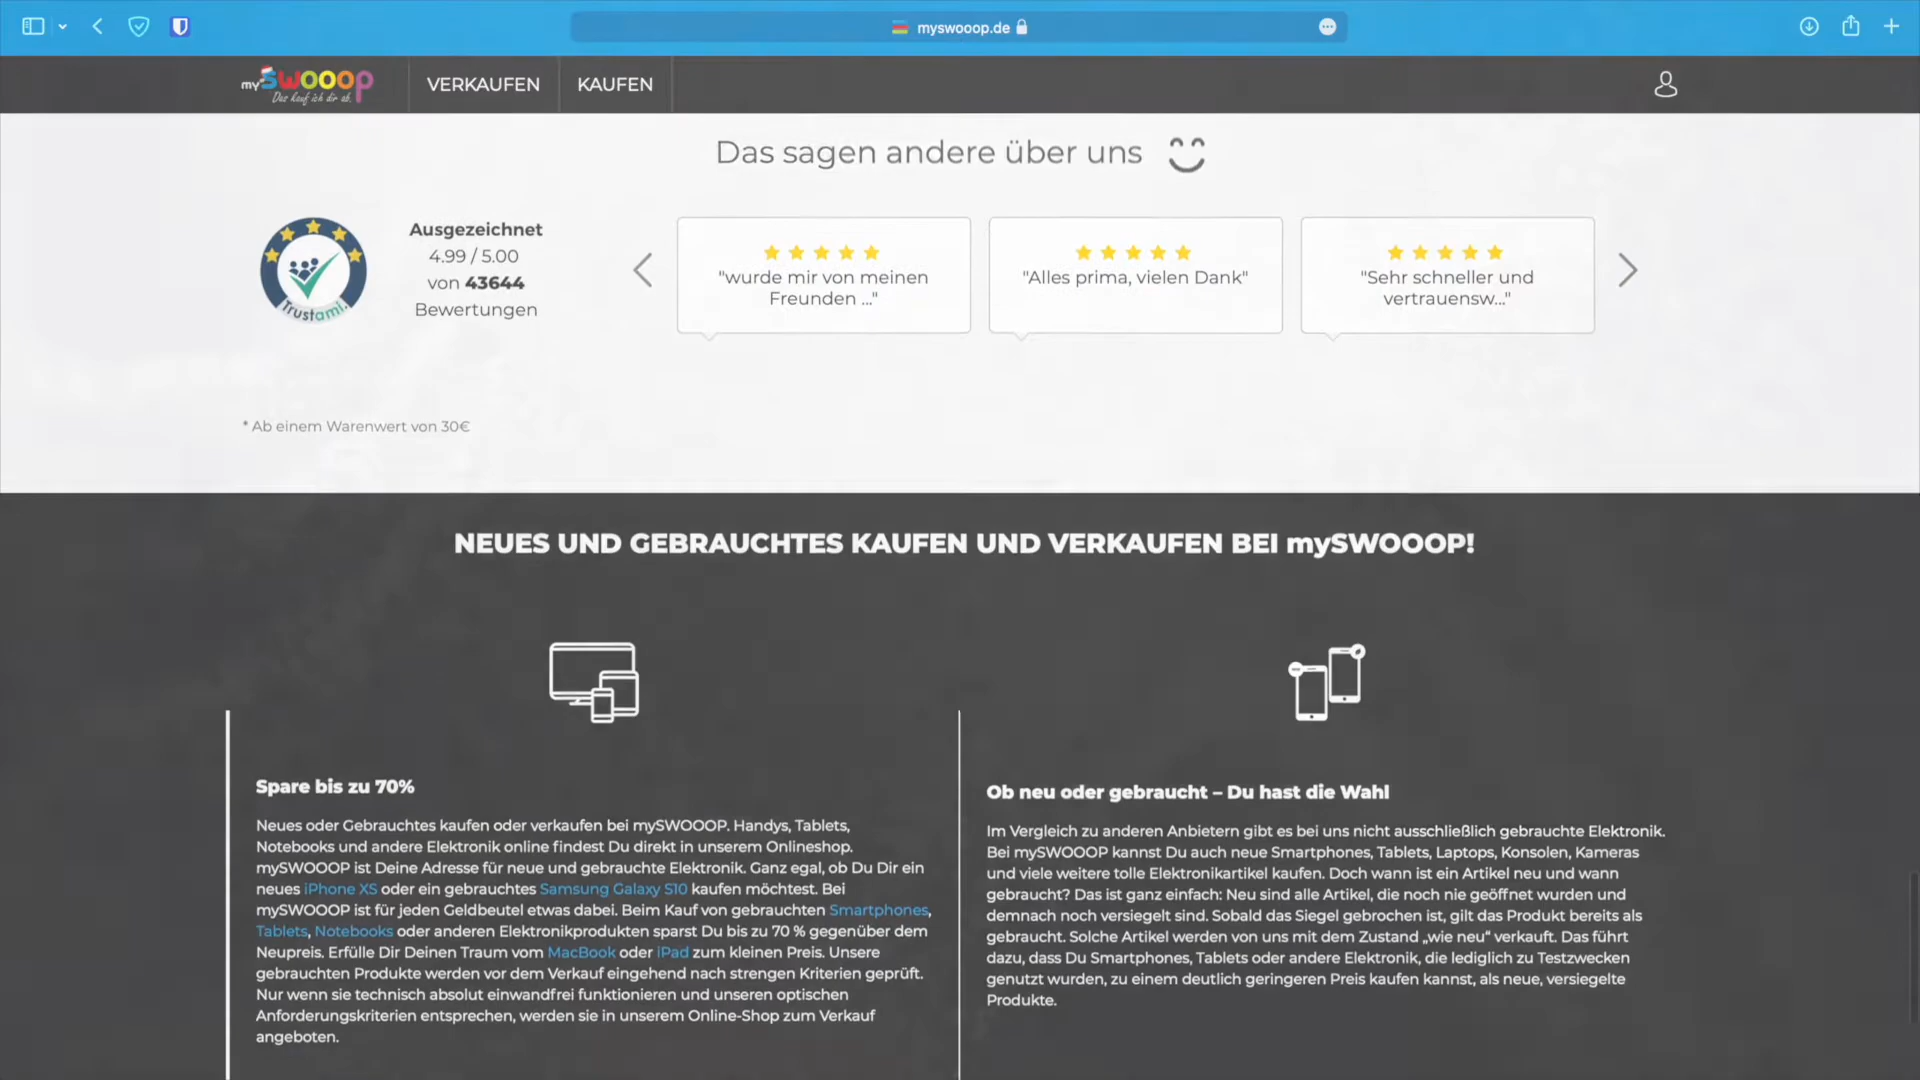 myswooop.de
mySWOOOP
Das kauf ich dir ab.
VERKAUFEN
KAUFEN
Das sagen andere über uns
Trustami.
Ausgezeichnet
4.99 / 5.00
von 43644
Bewertungen
"wurde mir von meinen
Freunden ..."
"Alles prima, vielen Dank"
"Sehr schneller und
vertrauensw..."
* Ab einem Warenwert von 30€
NEUES UND GEBRAUCHTES KAUFEN UND VERKAUFEN BEI mySWOOOP!
Spare bis zu 70%
Neues oder Gebrauchtes kaufen oder verkaufen bei mySWOOOP. Handys, Tablets,
Notebooks und andere Elektronik online findest Du direkt in unserem Onlineshop.
mySWOOOP ist Deine Adresse für neue und gebrauchte Elektronik. Ganz egal, ob Du Dir ein
neues iPhone XS oder ein gebrauchtes Samsung Galaxy S10 kaufen möchtest. Bei
mySWOOOP ist für jeden Geldbeutel etwas dabei. Beim Kauf von gebrauchten Smartphones,
Tablets, Notebooks oder anderen Elektronikprodukten sparst Du bis zu 70 % gegenüber dem
Neupreis. Erfülle Dir Deinen Traum vom MacBook oder iPad zum kleinen Preis. Unsere
gebrauchten Produkte werden vor dem Verkauf eingehend nach strengen Kriterien geprüft.
Nur wenn sie technisch absolut einwandfrei funktionieren und unseren optischen
Anforderungskriterien entsprechen, werden sie in unserem Online-Shop zum Verkauf
angeboten.
Ob neu oder gebraucht – Du hast die Wahl
Im Vergleich zu anderen Anbietern gibt es bei uns nicht ausschließlich gebrauchte Elektronik.
Bei mySWOOOP kannst Du auch neue Smartphones, Tablets, Laptops, Konsolen, Kameras
und viele weitere tolle Elektronikartikel kaufen. Doch wann ist ein Artikel neu und wann
gebraucht? Das ist ganz einfach: Neu sind alle Artikel, die noch nie geöffnet wurden und
demnach noch versiegelt sind. Sobald das Siegel gebrochen ist, gilt das Produkt bereits als
gebraucht. Solche Artikel werden von uns mit dem Zustand „wie neu“ verkauft. Das führt
dazu, dass Du Smartphones, Tablets oder andere Elektronik, die lediglich zu Testzwecken
genutzt wurden, zu einem deutlich geringeren Preis kaufen kannst, als neue, versiegelte
Produkte.